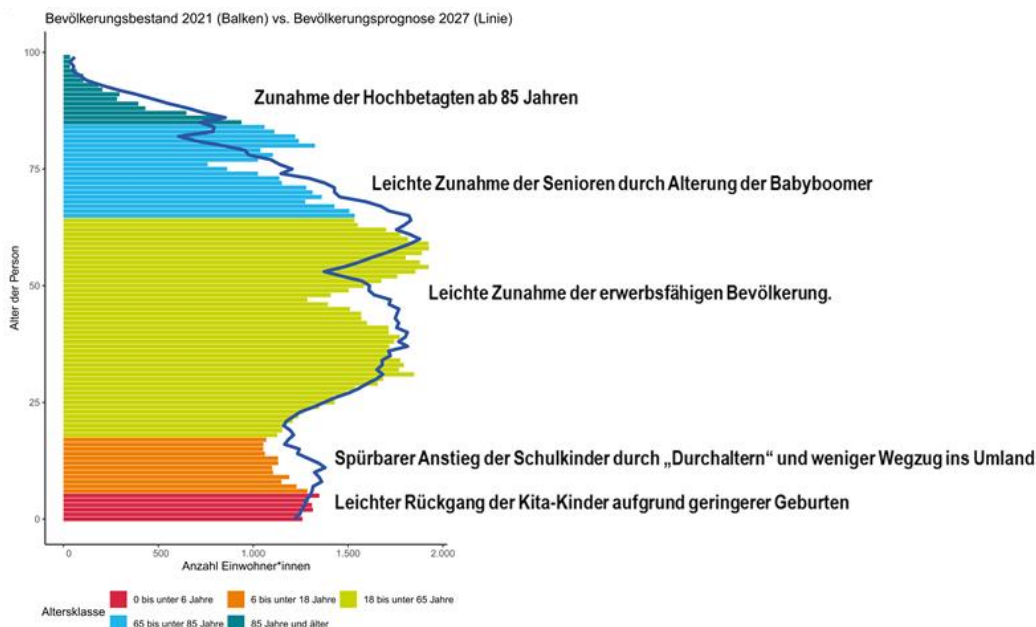 Bevölkerungsbestand 2021 (Balken) vs. Bevölkerungsprognose 2027 (Linie)
100
Zunahme der Hochbetagten ab 85 Jahren
75
Leichte Zunahme der Senioren durch Alterung der Babyboomer
Alter der Person
50
Leichte Zunahme der erwerbsfähigen Bevölkerung.
25
Spürbarer Anstieg der Schulkinder durch „Durchaltern“ und weniger Wegzug ins Umland
Leichter Rückgang der Kita-Kinder aufgrund geringerer Geburten
0
0 500 1.000 1.500 2.000
Anzahl Einwohner*innen
Altersklasse
0 bis unter 6 Jahre 6 bis unter 18 Jahre 18 bis unter 65 Jahre
65 bis unter 85 Jahre 85 Jahre und älter